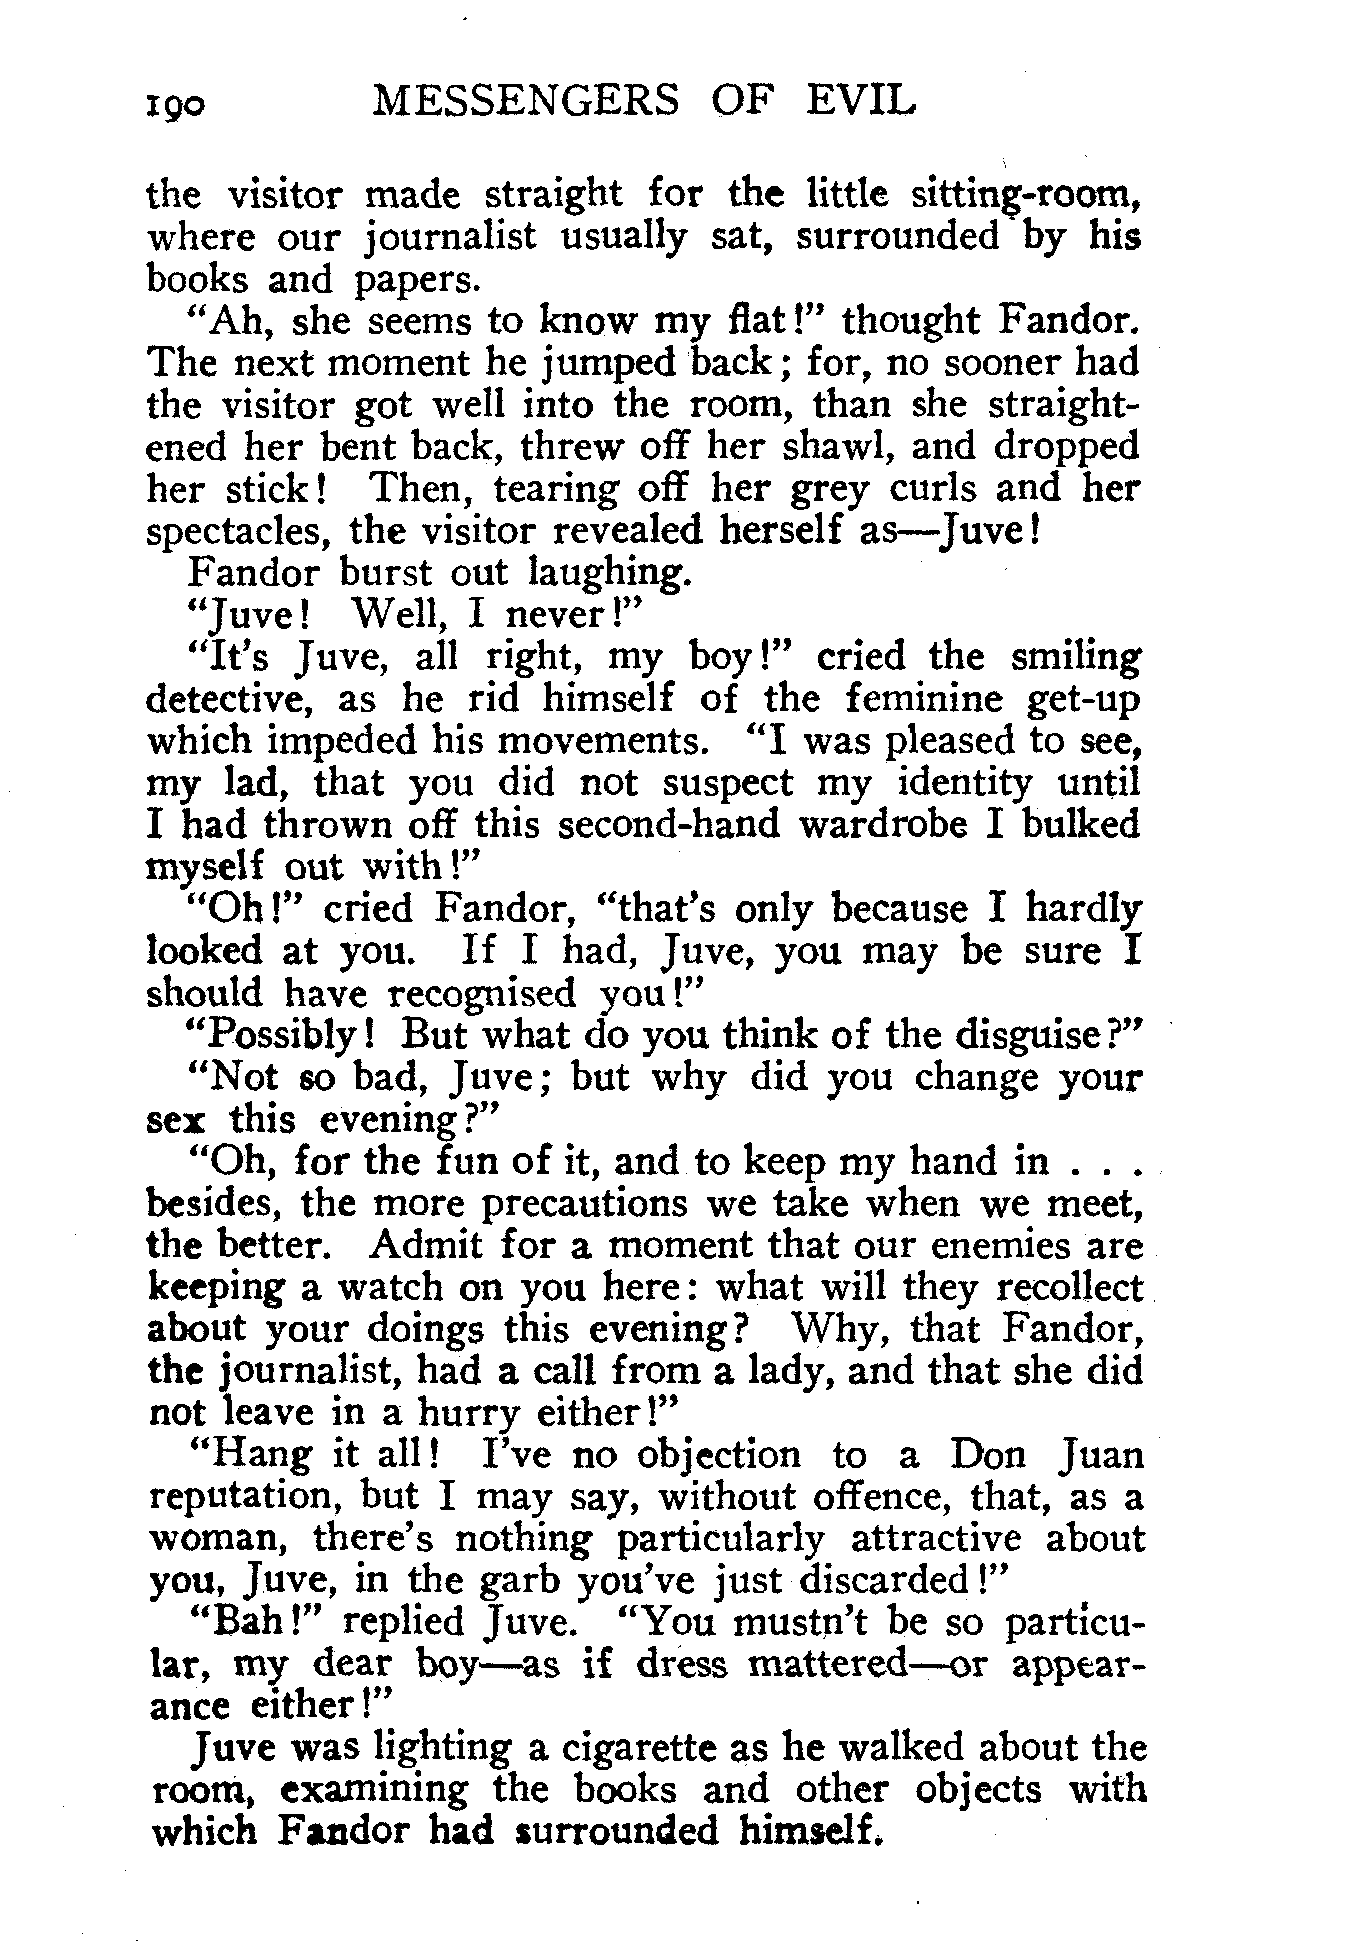 190 MESSENGERS OF EVIL
the visitor made straight for the little sitting-room,
where our journalist usually sat, surrounded by his
books and papers.
“Ah, she seems to know my flat!” thought Fandor.
The next moment he jumped back; for, no sooner had
the visitor got well into the room, than she straight-
ened her bent back, threw off her shawl, and dropped
her stick! Then, tearing off her grey curls and her
spectacles, the visitor revealed herself as—Juve!
Fandor burst out laughing.
“Juve! Well, I never!”
“It’s Juve, all right, my boy!” cried the smiling
detective, as he rid himself of the feminine get-up
which impeded his movements. “I was pleased to see,
my lad, that you did not suspect my identity until
I had thrown off this second-hand wardrobe I bulked
myself out with!”
“Oh!” cried Fandor, “that’s only because I hardly
looked at you. If I had, Juve, you may be sure I
should have recognised you!”
“Possibly! But what do you think of the disguise?”
“Not so bad, Juve; but why did you change your
sex this evening?”
“Oh, for the fun of it, and to keep my hand in . . .
besides, the more precautions we take when we meet,
the better. Admit for a moment that our enemies are
keeping a watch on you here: what will they recollect
about your doings this evening? Why, that Fandor,
the journalist, had a call from a lady, and that she did
not leave in a hurry either!”
“Hang it all! I’ve no objection to a Don Juan
reputation, but I may say, without offence, that, as a
woman, there’s nothing particularly attractive about
you, Juve, in the garb you’ve just discarded!”
“Bah!” replied Juve. “You mustn’t be so particu-
lar, my dear boy—as if dress mattered—or appear-
ance either!”
Juve was lighting a cigarette as he walked about the
room, examining the books and other objects with
which Fandor had surrounded himself.